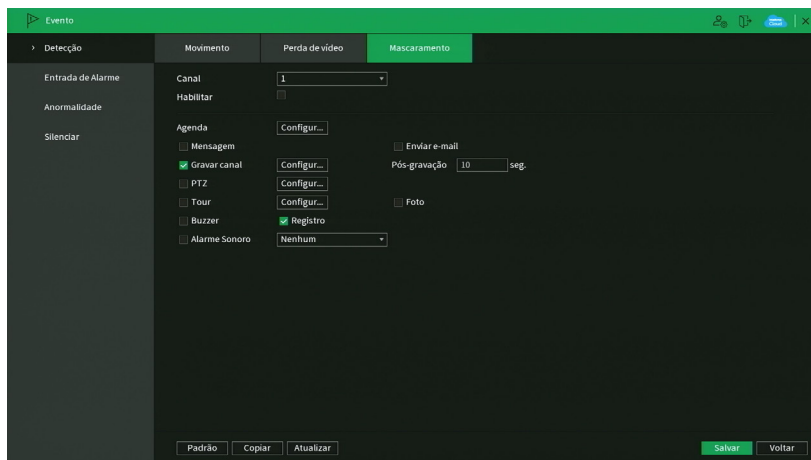 Evento
Detecção
Movimento
Perda de vídeo
Mascaramento
Entrada de Alarme
Anormalidade
Silenciar
Canal
1
Habilitar
Agenda
Configur...
Mensagem
Enviar e-mail
Gravar canal
Configur...
Pós-gravação
10
seg.
PTZ
Configur...
Tour
Configur...
Foto
Buzzer
Registro
Alarme Sonoro
Nenhum
Padrão
Copiar
Atualizar
Salvar
Voltar